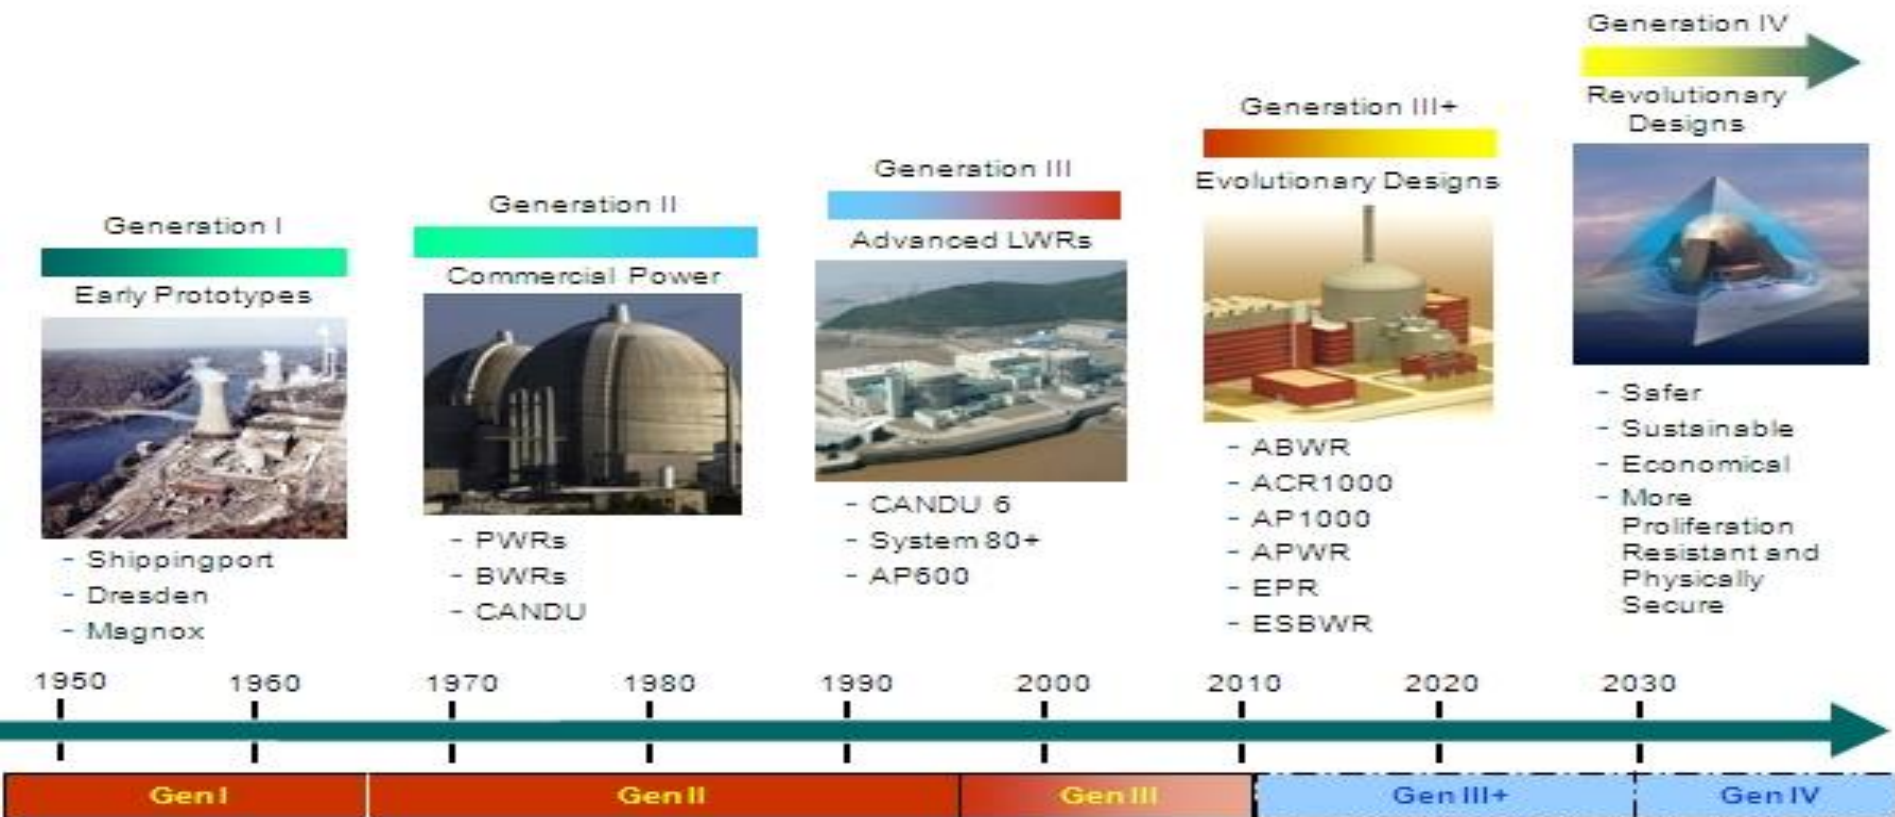 Generation I
Early Prototypes
- Shippingport
- Dresden
- Magnox
Generation II
Commercial Power
- PWRs
- BWRs
- CANDU
Generation III
Advanced LWRs
- CANDU 6
- System 80+
- AP600
Generation III+
Evolutionary Designs
- ABWR
- ACR1000
- AP1000
- APWR
- EPR
- ESBWR
Generation IV
Revolutionary
Designs
- Safer
- Sustainable
- Economical
- More
Proliferation
Resistant and
Physically
Secure
1950 1960 1970 1980 1990 2000 2010 2020 2030
Gen I Gen II Gen III Gen III+ Gen IV